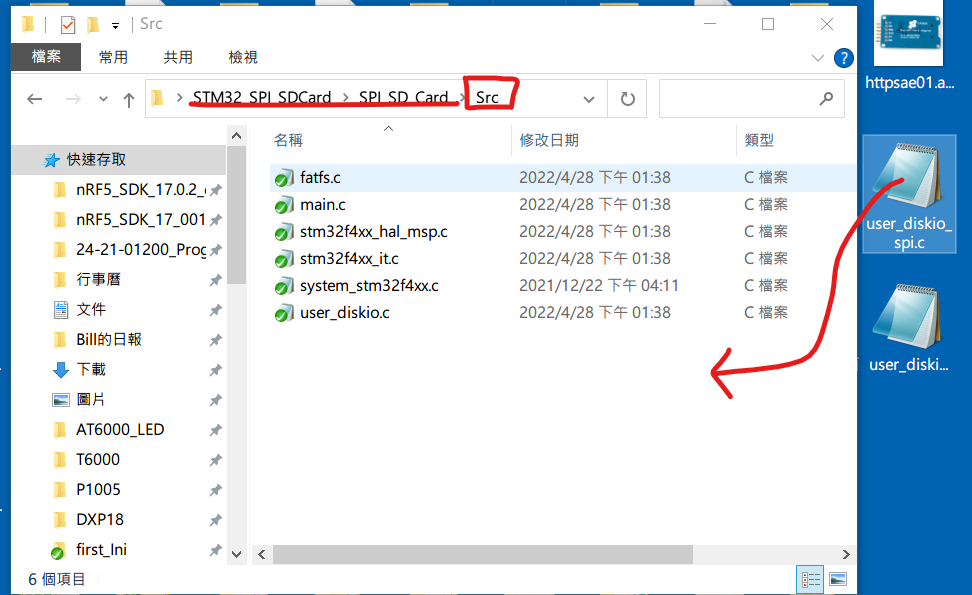 Src
檔案 常用 共用 檢視
STM32_SPI_SDCard SPI_SD_Card Src
名稱 修改日期 類型
快速存取
nRF5_SDK_17.0.2_
nRF5_SDK_17_001
24-21-01200_Prog
行事曆
文件
Bill的日報
下載
圖片
AT6000_LED
T6000
P1005
DXP18
first_Ini
fatfs.c 2022/4/28 下午 01:38 C 檔案
main.c 2022/4/28 下午 01:38 C 檔案
stm32f4xx_hal_msp.c 2022/4/28 下午 01:38 C 檔案
stm32f4xx_it.c 2022/4/28 下午 01:38 C 檔案
system_stm32f4xx.c 2021/12/22 下午 04:11 C 檔案
user_diskio.c 2022/4/28 下午 01:38 C 檔案
6 個項目
httpsae01.a...
user_diskio_
spi.c
user_diski...